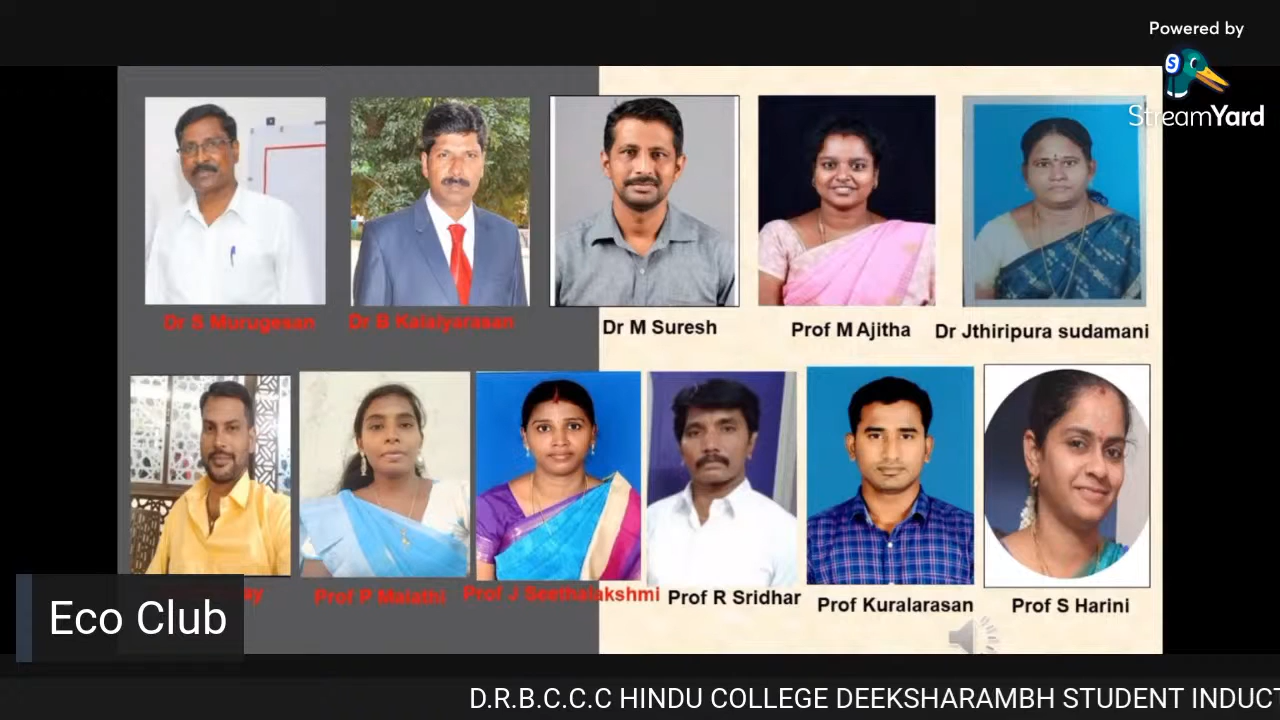 Powered by
S
StreamYard
Dr S Murugesan
Dr B Kalaiyarasan
Dr M Suresh
Prof M Ajitha
Dr Jthiripura sudamani
Prof P Malathi
Prof J Seethalakshmi
Prof R Sridhar
Prof Kuralarasan
Prof S Harini
Eco Club
D.R.B.C.C.C HINDU COLLEGE DEEKSHARAMBH STUDENT INDUCT